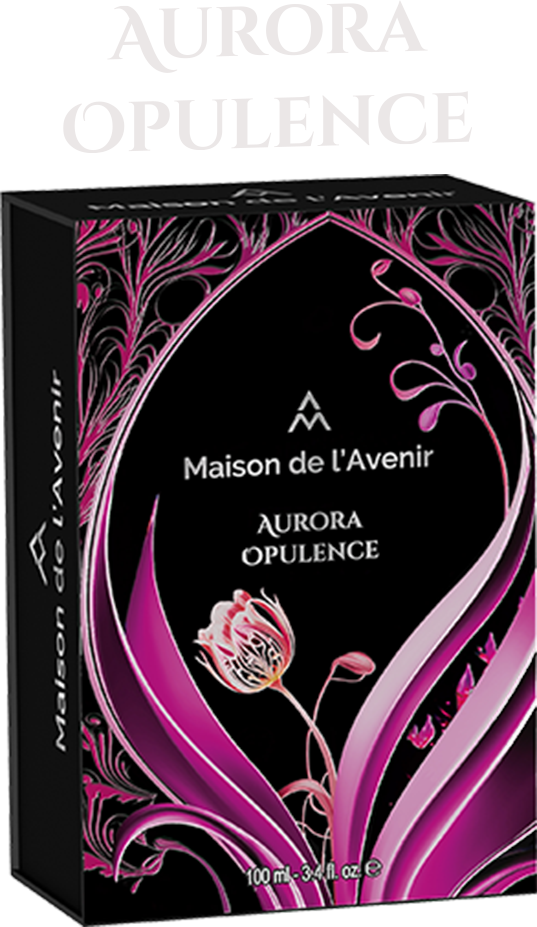 AURORA
OPULENCE
Maison de l'Avenir
Maison de l'Avenir
Maison de l'Avenir
AURORA
OPULENCE
100 ml - 3.4 fl. oz. ℮